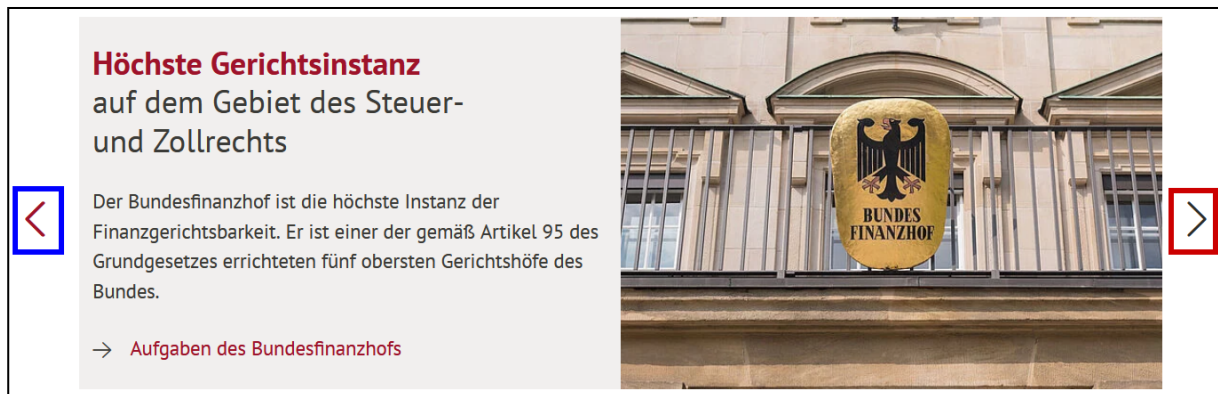 Höchste Gerichtsinstanz
auf dem Gebiet des Steuer-
und Zollrechts
Der Bundesfinanzhof ist die höchste Instanz der
Finanzgerichtsbarkeit. Er ist einer der gemäß Artikel 95 des
Grundgesetzes errichteten fünf obersten Gerichtshöfe des
Bundes.
→ Aufgaben des Bundesfinanzhofs
BUNDES
FINANZHOF